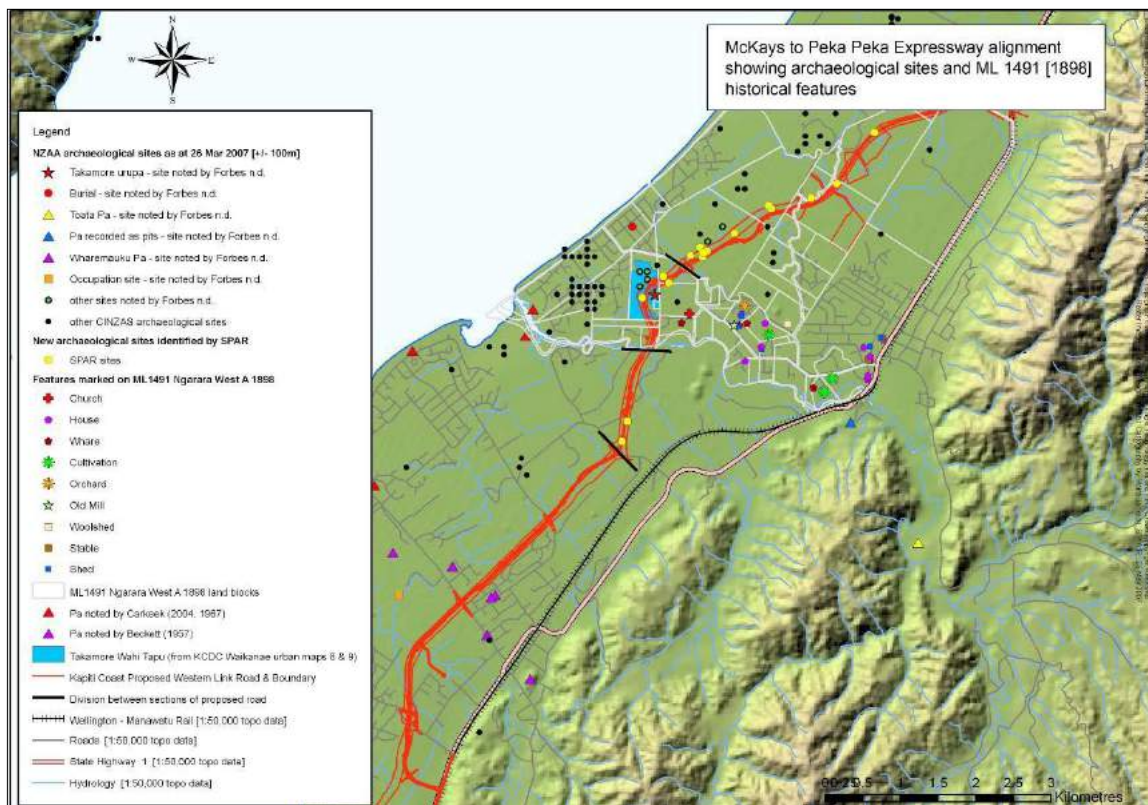 N
W
E
S
McKays to Peka Peka Expressway alignment
showing archaeological sites and ML 1491 [1898]
historical features
Legend
NZAA archaeological sites as at 26 Mar 2007 [+/- 100m]
Takamore urupa - site noted by Forbes n.d.
Burial - site noted by Forbes n.d.
Toata Pa - site noted by Forbes n.d.
Pa recorded as pits - site noted by Forbes n.d.
Wharemauku Pa - site noted by Forbes n.d.
Occupation site - site noted by Forbes n.d.
other sites noted by Forbes n.d.
other CINZAS archaeological sites
New archaeological sites identified by SPAR
SPAR sites
Features marked on ML1491 Ngarara West A 1898
Church
House
Whare
Cultivation
Orchard
Old Mill
Woolshed
Stable
Shed
ML1491 Ngarara West A 1898 land blocks
Pa noted by Carkeek (2004, 1967)
Pa noted by Beckett (1957)
Takamore Wahi Tapu (from KCDC Waikanae urban maps 8 & 9)
Kapiti Coast Proposed Western Link Road & Boundary
Division between sections of proposed road
Wellington - Manawatu Rail [1:50,000 topo data]
Roads [1:50,000 topo data]
State Highway 1 [1:50,000 topo data]
Hydrology [1:50,000 topo data]
0 0.25 0.5 1 1.5 2 2.5 3
Kilometres